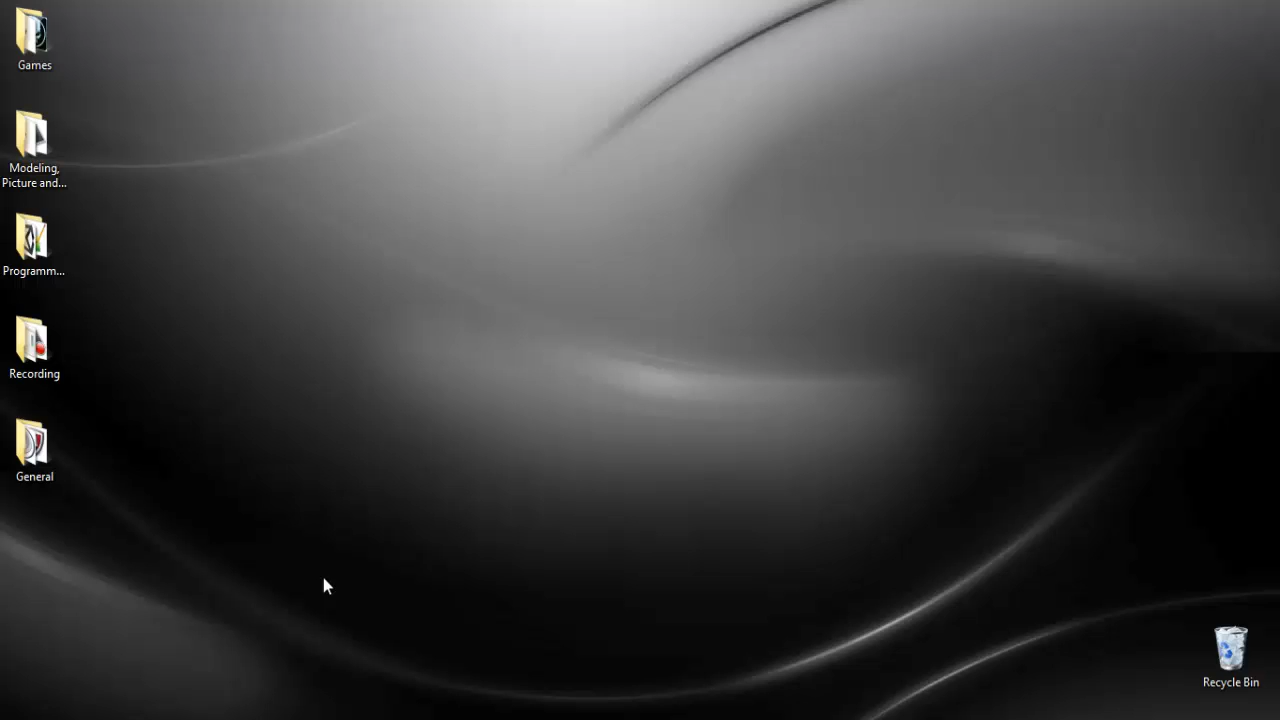 Games
Modeling,
Picture and...
Programm...
Recording
General
Recycle Bin